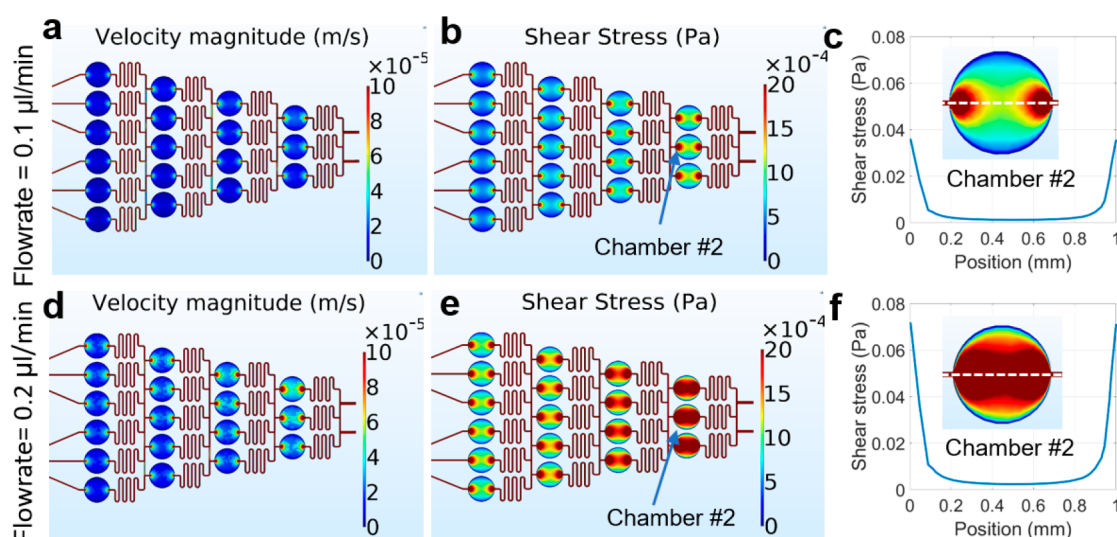 Flowrate = 0.1 µl/min
a
Velocity magnitude (m/s)
×10⁻⁵
10
8
6
4
2
0
b
Shear Stress (Pa)
×10⁻⁴
20
15
10
5
0
Chamber #2
c
0.08
0.06
0.04
0.02
0
Shear stress (Pa)
Chamber #2
0 0.2 0.4 0.6 0.8 1
Position (mm)
Flowrate= 0.2 µl/min
d
Velocity magnitude (m/s)
×10⁻⁵
10
8
6
4
2
0
e
Shear Stress (Pa)
×10⁻⁴
20
15
10
5
0
Chamber #2
f
0.08
0.06
0.04
0.02
0
Shear stress (Pa)
Chamber #2
0 0.2 0.4 0.6 0.8 1
Position (mm)